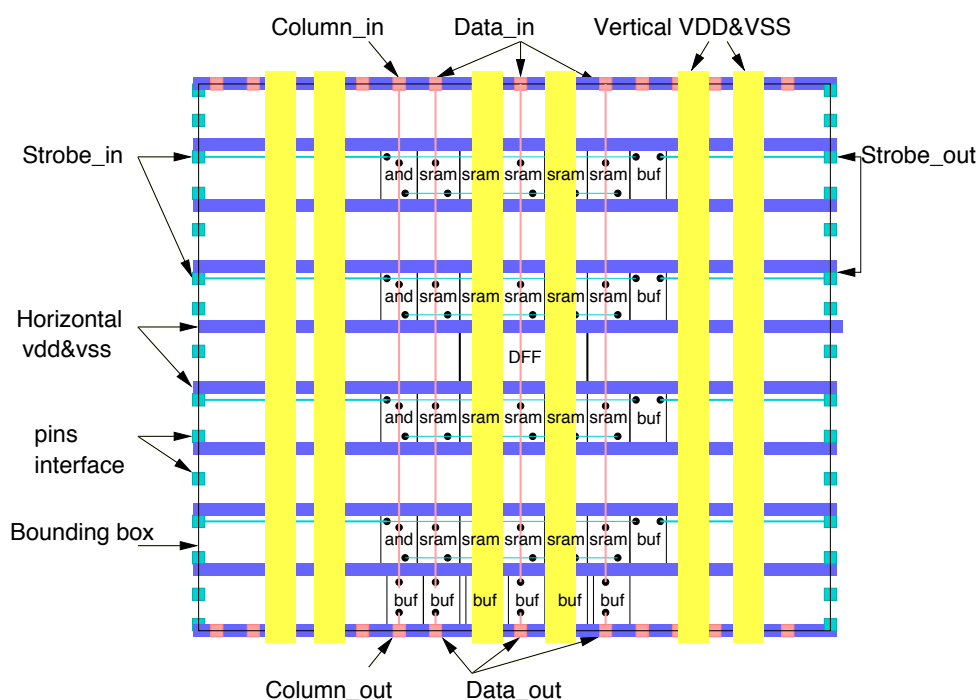 Column_in Data_in Vertical VDD&VSS
Strobe_in Strobe_out
and sram sram sram sram sram buf
and sram sram sram sram sram buf
Horizontal
vdd&vss
DFF
and sram sram sram sram sram buf
pins
interface
Bounding box
and sram sram sram sram sram buf
buf buf buf buf buf buf
Column_out Data_out